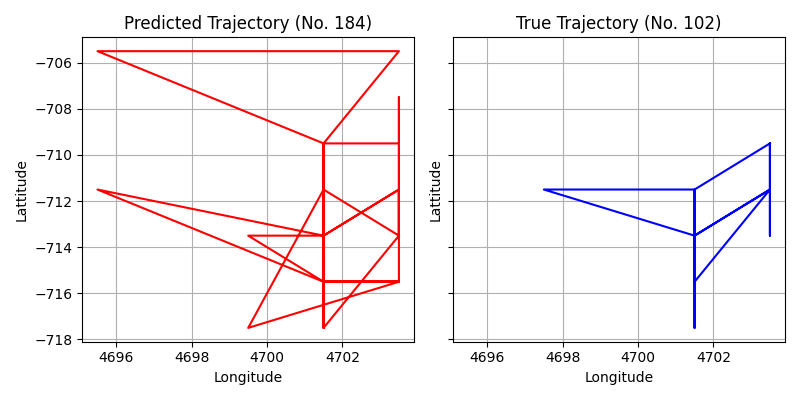 Predicted Trajectory (No. 184)
True Trajectory (No. 102)
−706
−708
−710
−712
−714
−716
−718
Lattitude
Lattitude
4696
4698
4700
4702
4696
4698
4700
4702
Longitude
Longitude